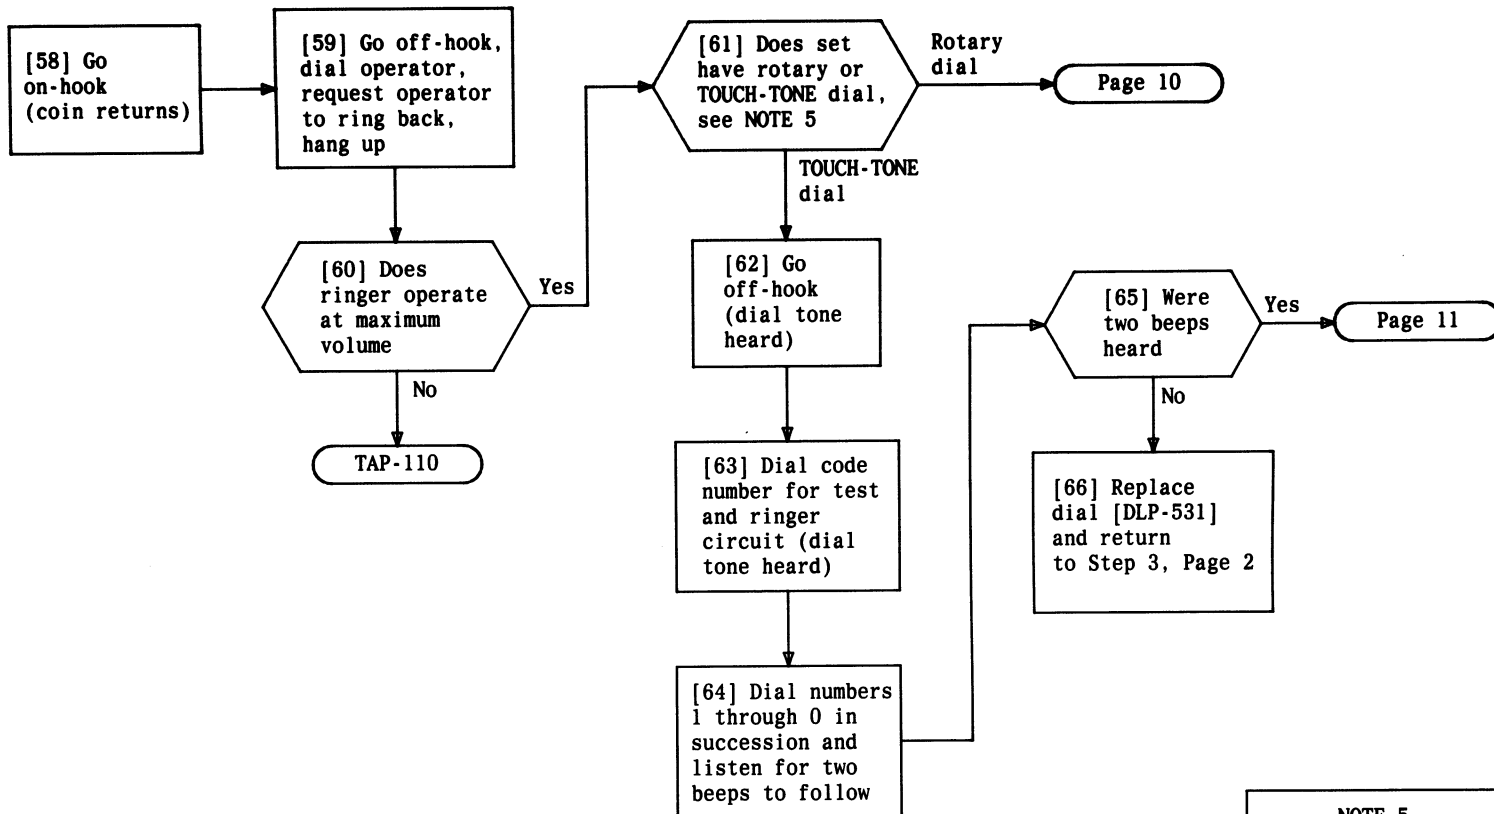 [58] Go
on-hook
(coin returns)
[59] Go off-hook,
dial operator,
request operator
to ring back,
hang up
[60] Does
ringer operate
at maximum
volume
Yes
No
TAP-110
[61] Does set
have rotary or
TOUCH-TONE dial,
see NOTE 5
Rotary
dial
Page 10
TOUCH-TONE
dial
[62] Go
off-hook
(dial tone
heard)
[63] Dial code
number for test
and ringer
circuit (dial
tone heard)
[64] Dial numbers
1 through 0 in
succession and
listen for two
beeps to follow
[65] Were
two beeps
heard
Yes
Page 11
No
[66] Replace
dial [DLP-531]
and return
to Step 3, Page 2
NOTE 5